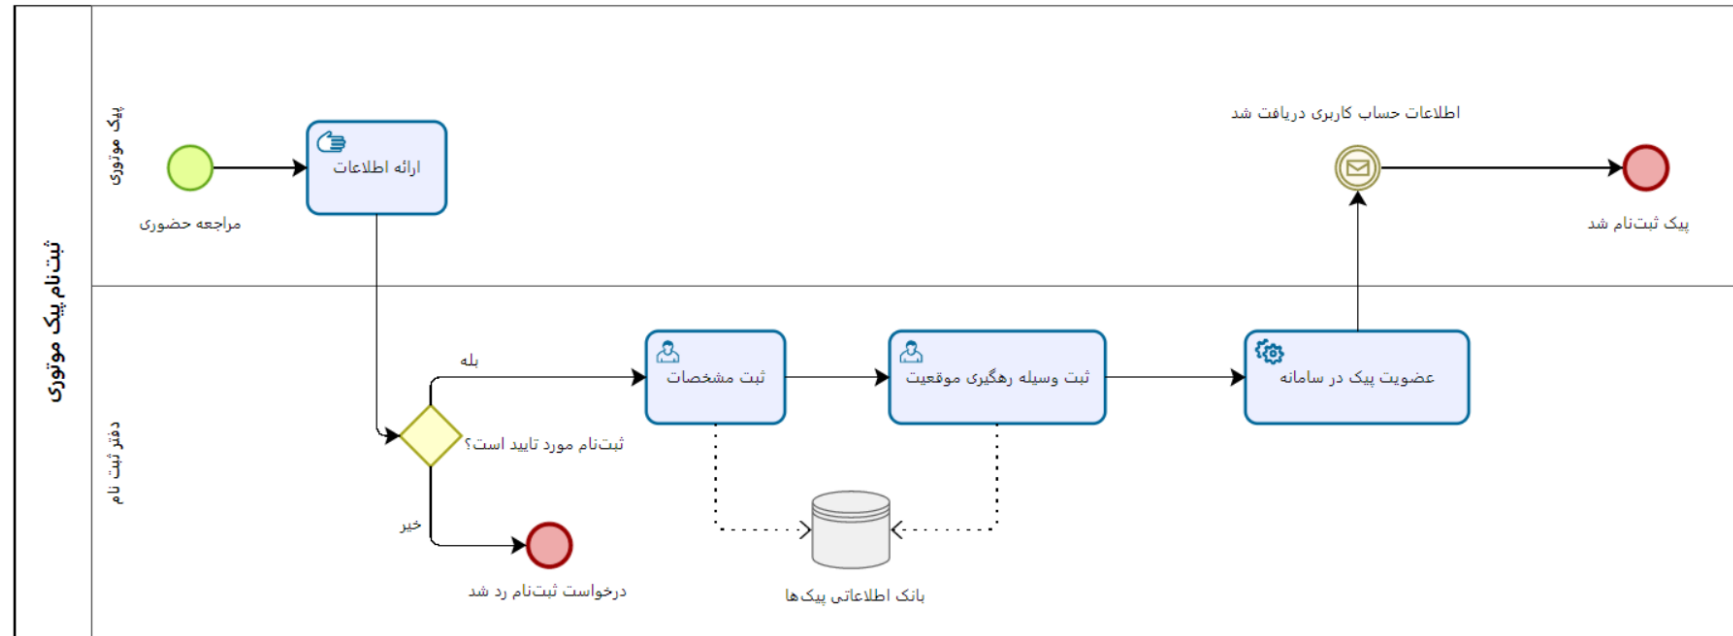 ثبت‌نام پیک موتوری
پیک موتوری
مراجعه حضوری
ارائه اطلاعات
اطلاعات حساب کاربری دریافت شد
پیک ثبت‌نام شد
دفتر ثبت نام
ثبت‌نام مورد تایید است؟
بله
خیر
درخواست ثبت‌نام رد شد
ثبت مشخصات
ثبت وسیله رهگیری موقعیت
عضویت پیک در سامانه
بانک اطلاعاتی پیک‌ها